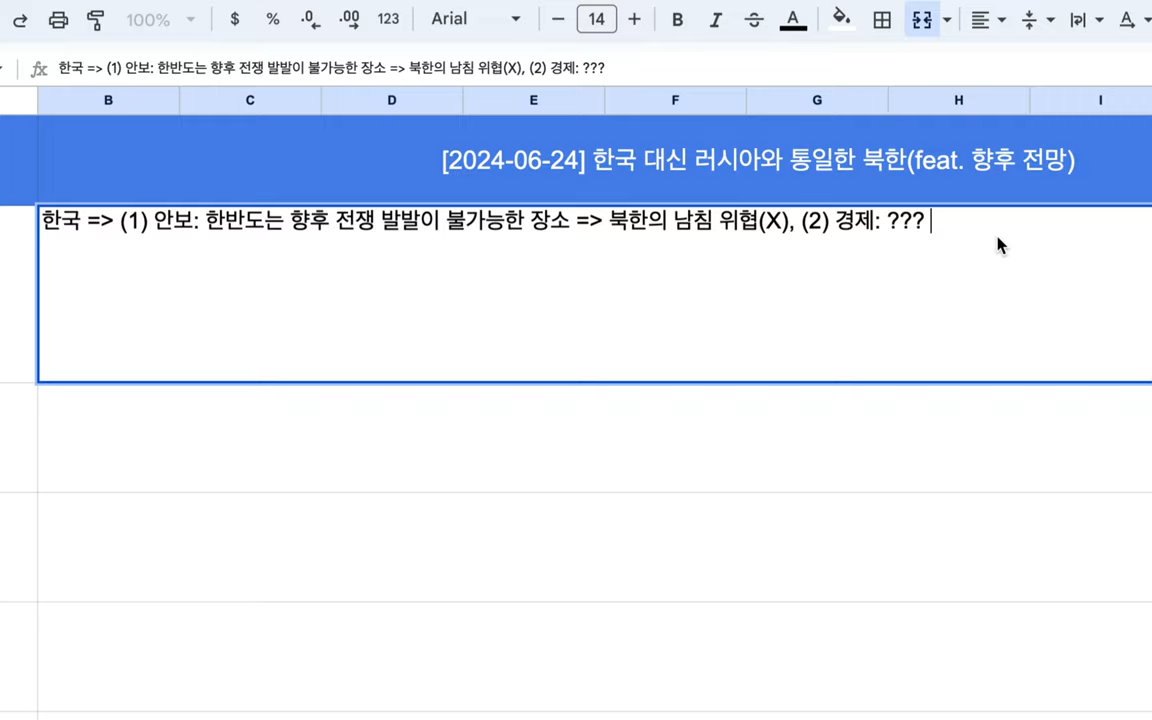 100% $ % .0 .00 123 Arial 14 B I A
fx 한국 => (1) 안보: 한반도는 향후 전쟁 발발이 불가능한 장소 => 북한의 남침 위협(X), (2) 경제: ???
B C D E F G H I
[2024-06-24] 한국 대신 러시아와 통일한 북한(feat. 향후 전망)
한국 => (1) 안보: 한반도는 향후 전쟁 발발이 불가능한 장소 => 북한의 남침 위협(X), (2) 경제: ???